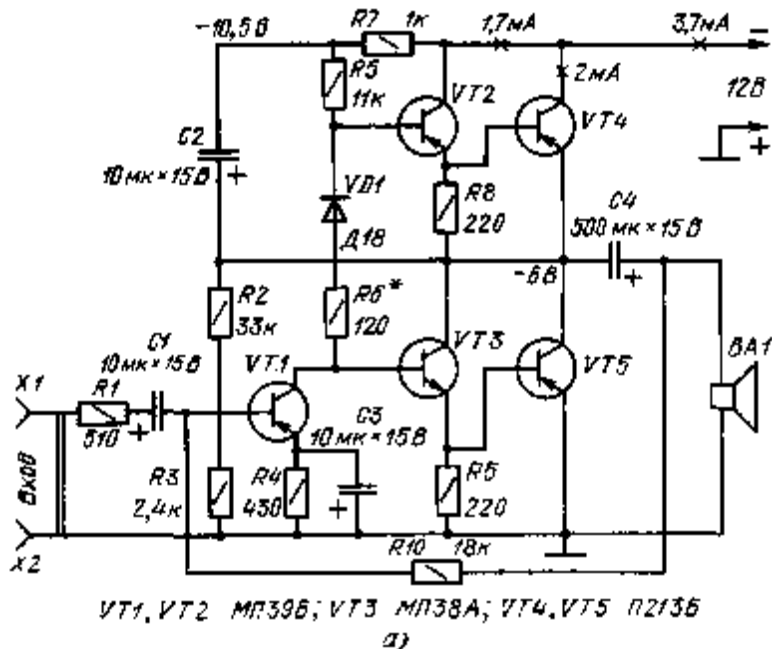 R7 1к 1,7мА 3,7мА
−10,5В −
R5 11к VT2 2мА 12В
VT4 +
C2 10мк×15В +
VD1 Д18
R8 220
C4 500мк×15В +
−6В
R2 33к
R6* 120
VT3 VT5 ВА1
C1 10мк×15В VT1
X1 R1 510 +
C3 10мк×15В +
Вход
R3 2,4к R4 430 R6 220
X2
R10 18к
VT1, VT2 МП39Б; VT3 МП38А; VT4, VT5 П213Б
а)